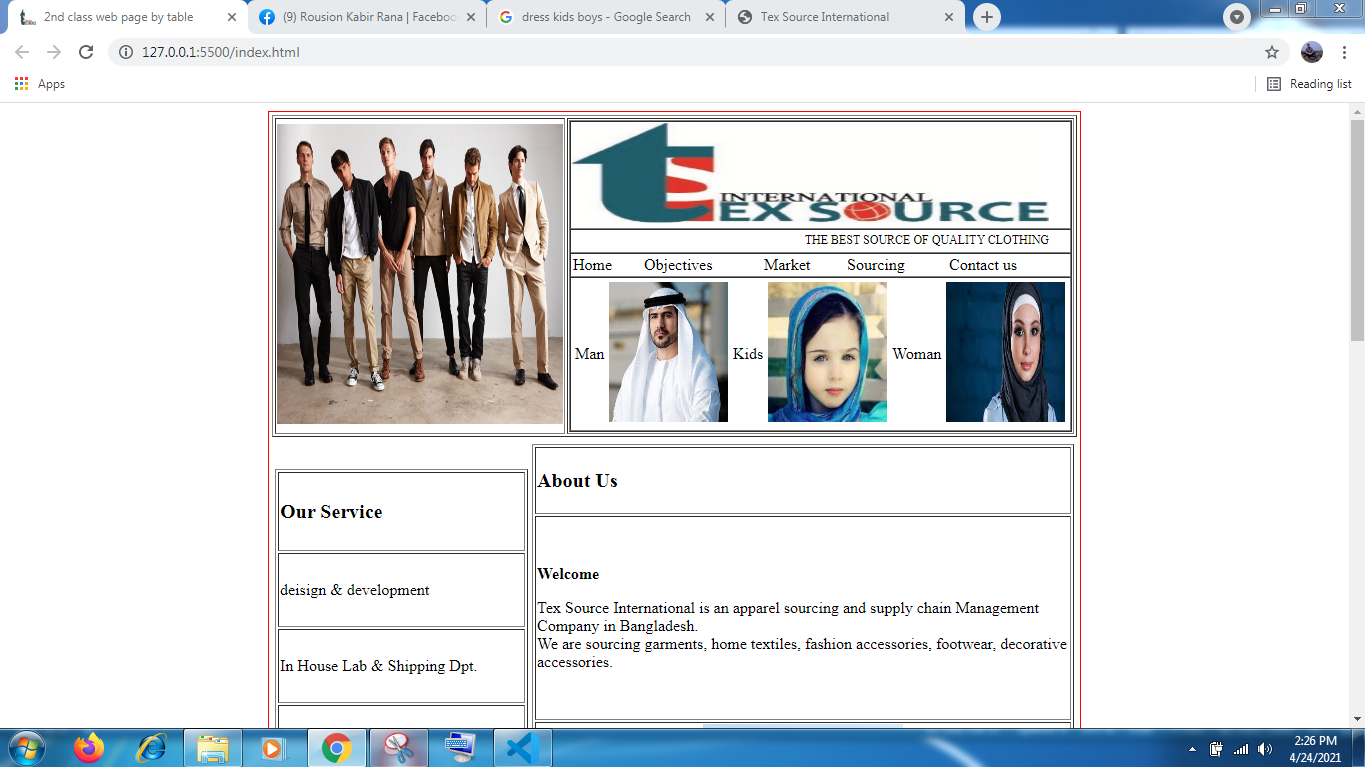 2nd class web page by table
(9) Rousion Kabir Rana | Faceboo
dress kids boys - Google Search
Tex Source International
127.0.0.1:5500/index.html
Apps
Reading list
INTERNATIONAL
TEX SOURCE
THE BEST SOURCE OF QUALITY CLOTHING
Home Objectives Market Sourcing Contact us
Man Kids Woman
Our Service
deisign & development
In House Lab & Shipping Dpt.
About Us
Welcome
Tex Source International is an apparel sourcing and supply chain Management
Company in Bangladesh.
We are sourcing garments, home textiles, fashion accessories, footwear, decorative
accessories.
2:26 PM
4/24/2021